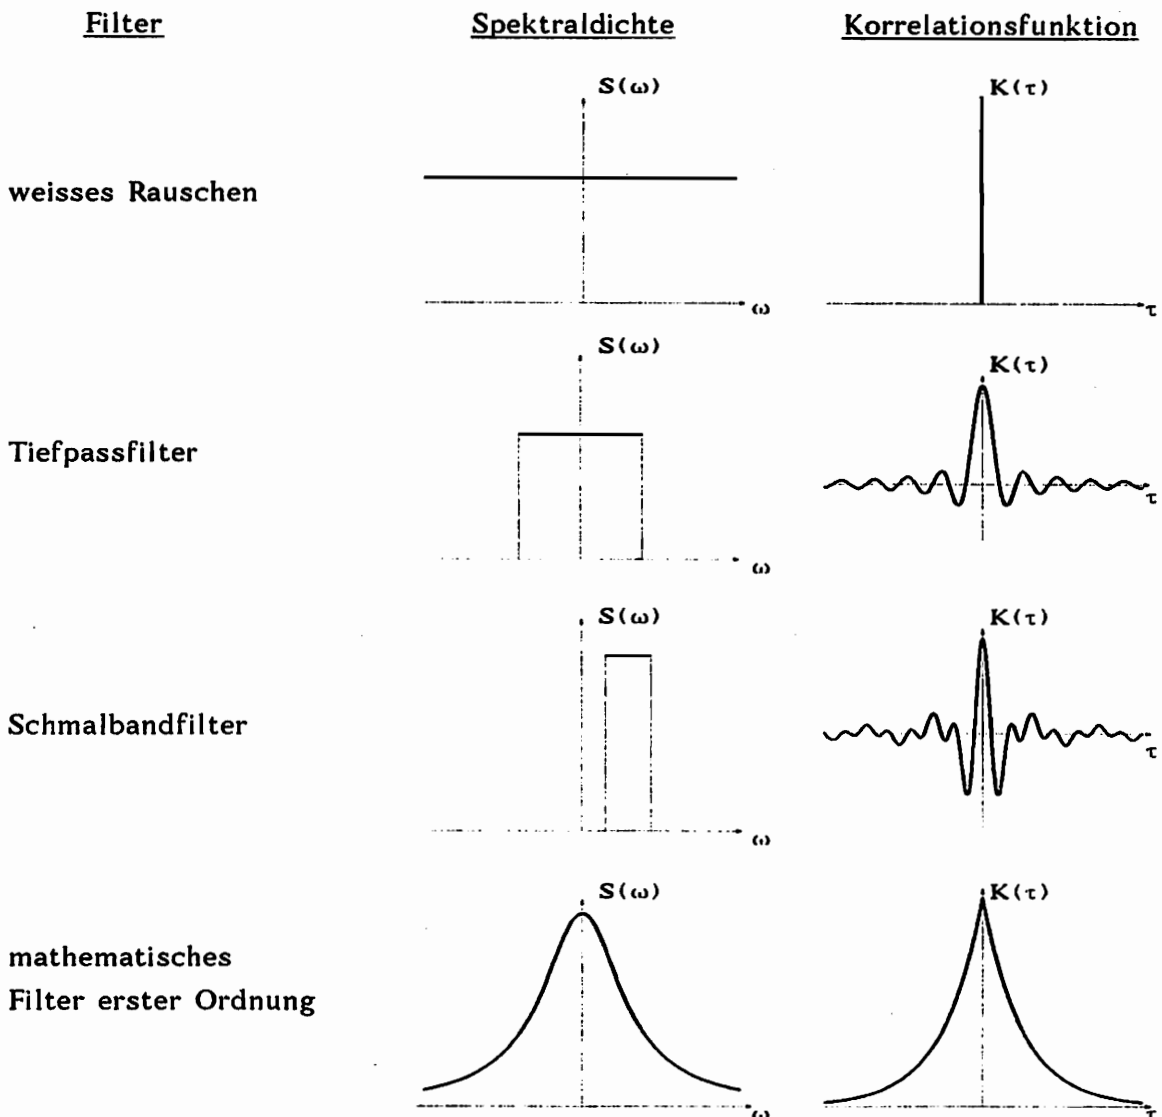 Filter Spektraldichte Korrelationsfunktion
S(ω) K(τ)
weisses Rauschen
ω τ
S(ω) K(τ)
Tiefpassfilter
τ
ω
S(ω) K(τ)
Schmalbandfilter
τ
ω
S(ω) K(τ)
mathematisches
Filter erster Ordnung
ω τ